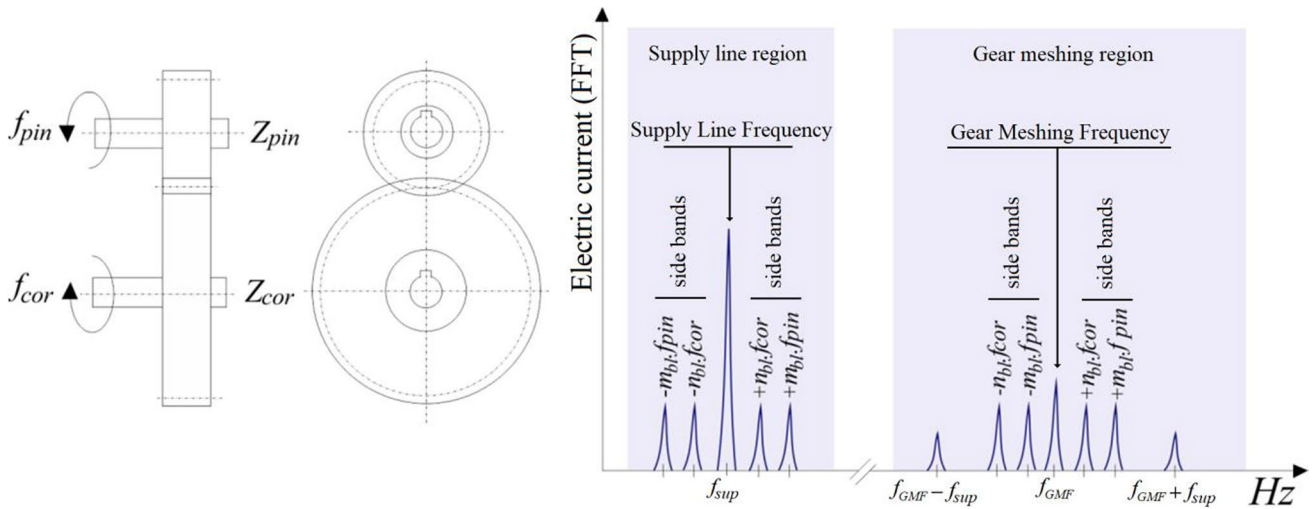 f_pin
Z_pin
f_cor
Z_cor
Electric current (FFT)
Supply line region
Supply Line Frequency
side bands
side bands
-m_bl.f_pin
-n_bl.f_cor
+n_bl.f_cor
+m_bl.f_pin
f_sup
Gear meshing region
Gear Meshing Frequency
side bands
side bands
-n_bl.f_cor
-m_bl.f_pin
+n_bl.f_cor
+m_bl.f_pin
f_GMF − f_sup
f_GMF
f_GMF + f_sup
Hz